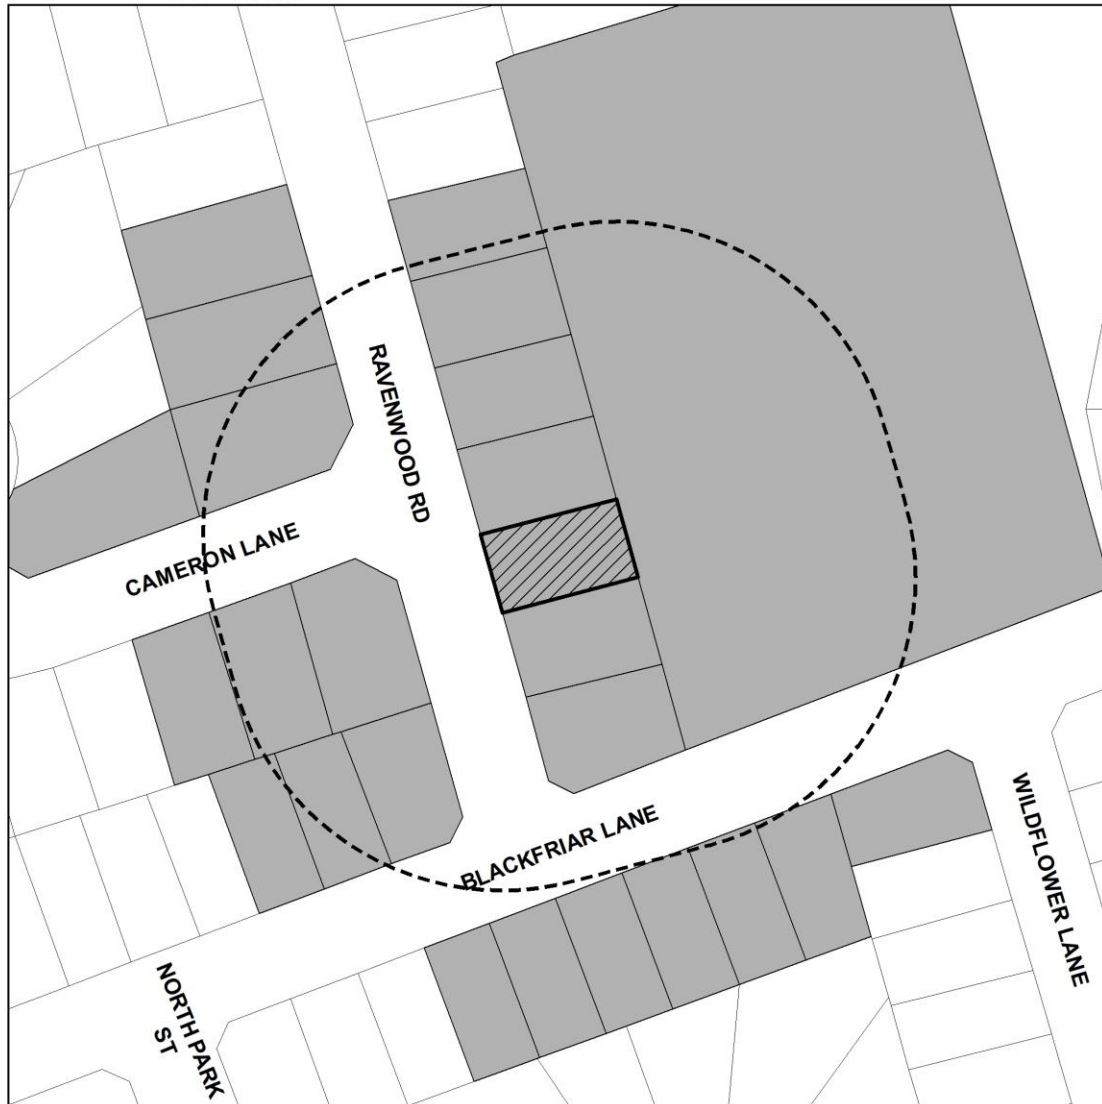 RAVENWOOD RD
CAMERON LANE
BLACKFRIAR LANE
WILDFLOWER LANE
NORTH PARK
ST